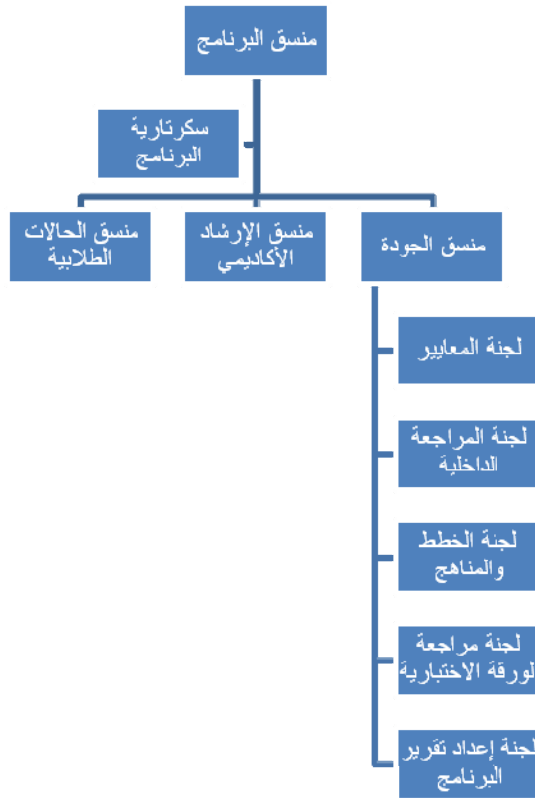 منسق البرنامج
سكرتارية
البرنامج
منسق الجودة
منسق الإرشاد
الأكاديمي
منسق الحالات
الطلابية
لجنة المعايير
لجنة المراجعة
الداخلية
لجنة الخطط
والمناهج
لجنة مراجعة
لورقة الاختبارية
لجنة إعداد تقرير
البرنامج